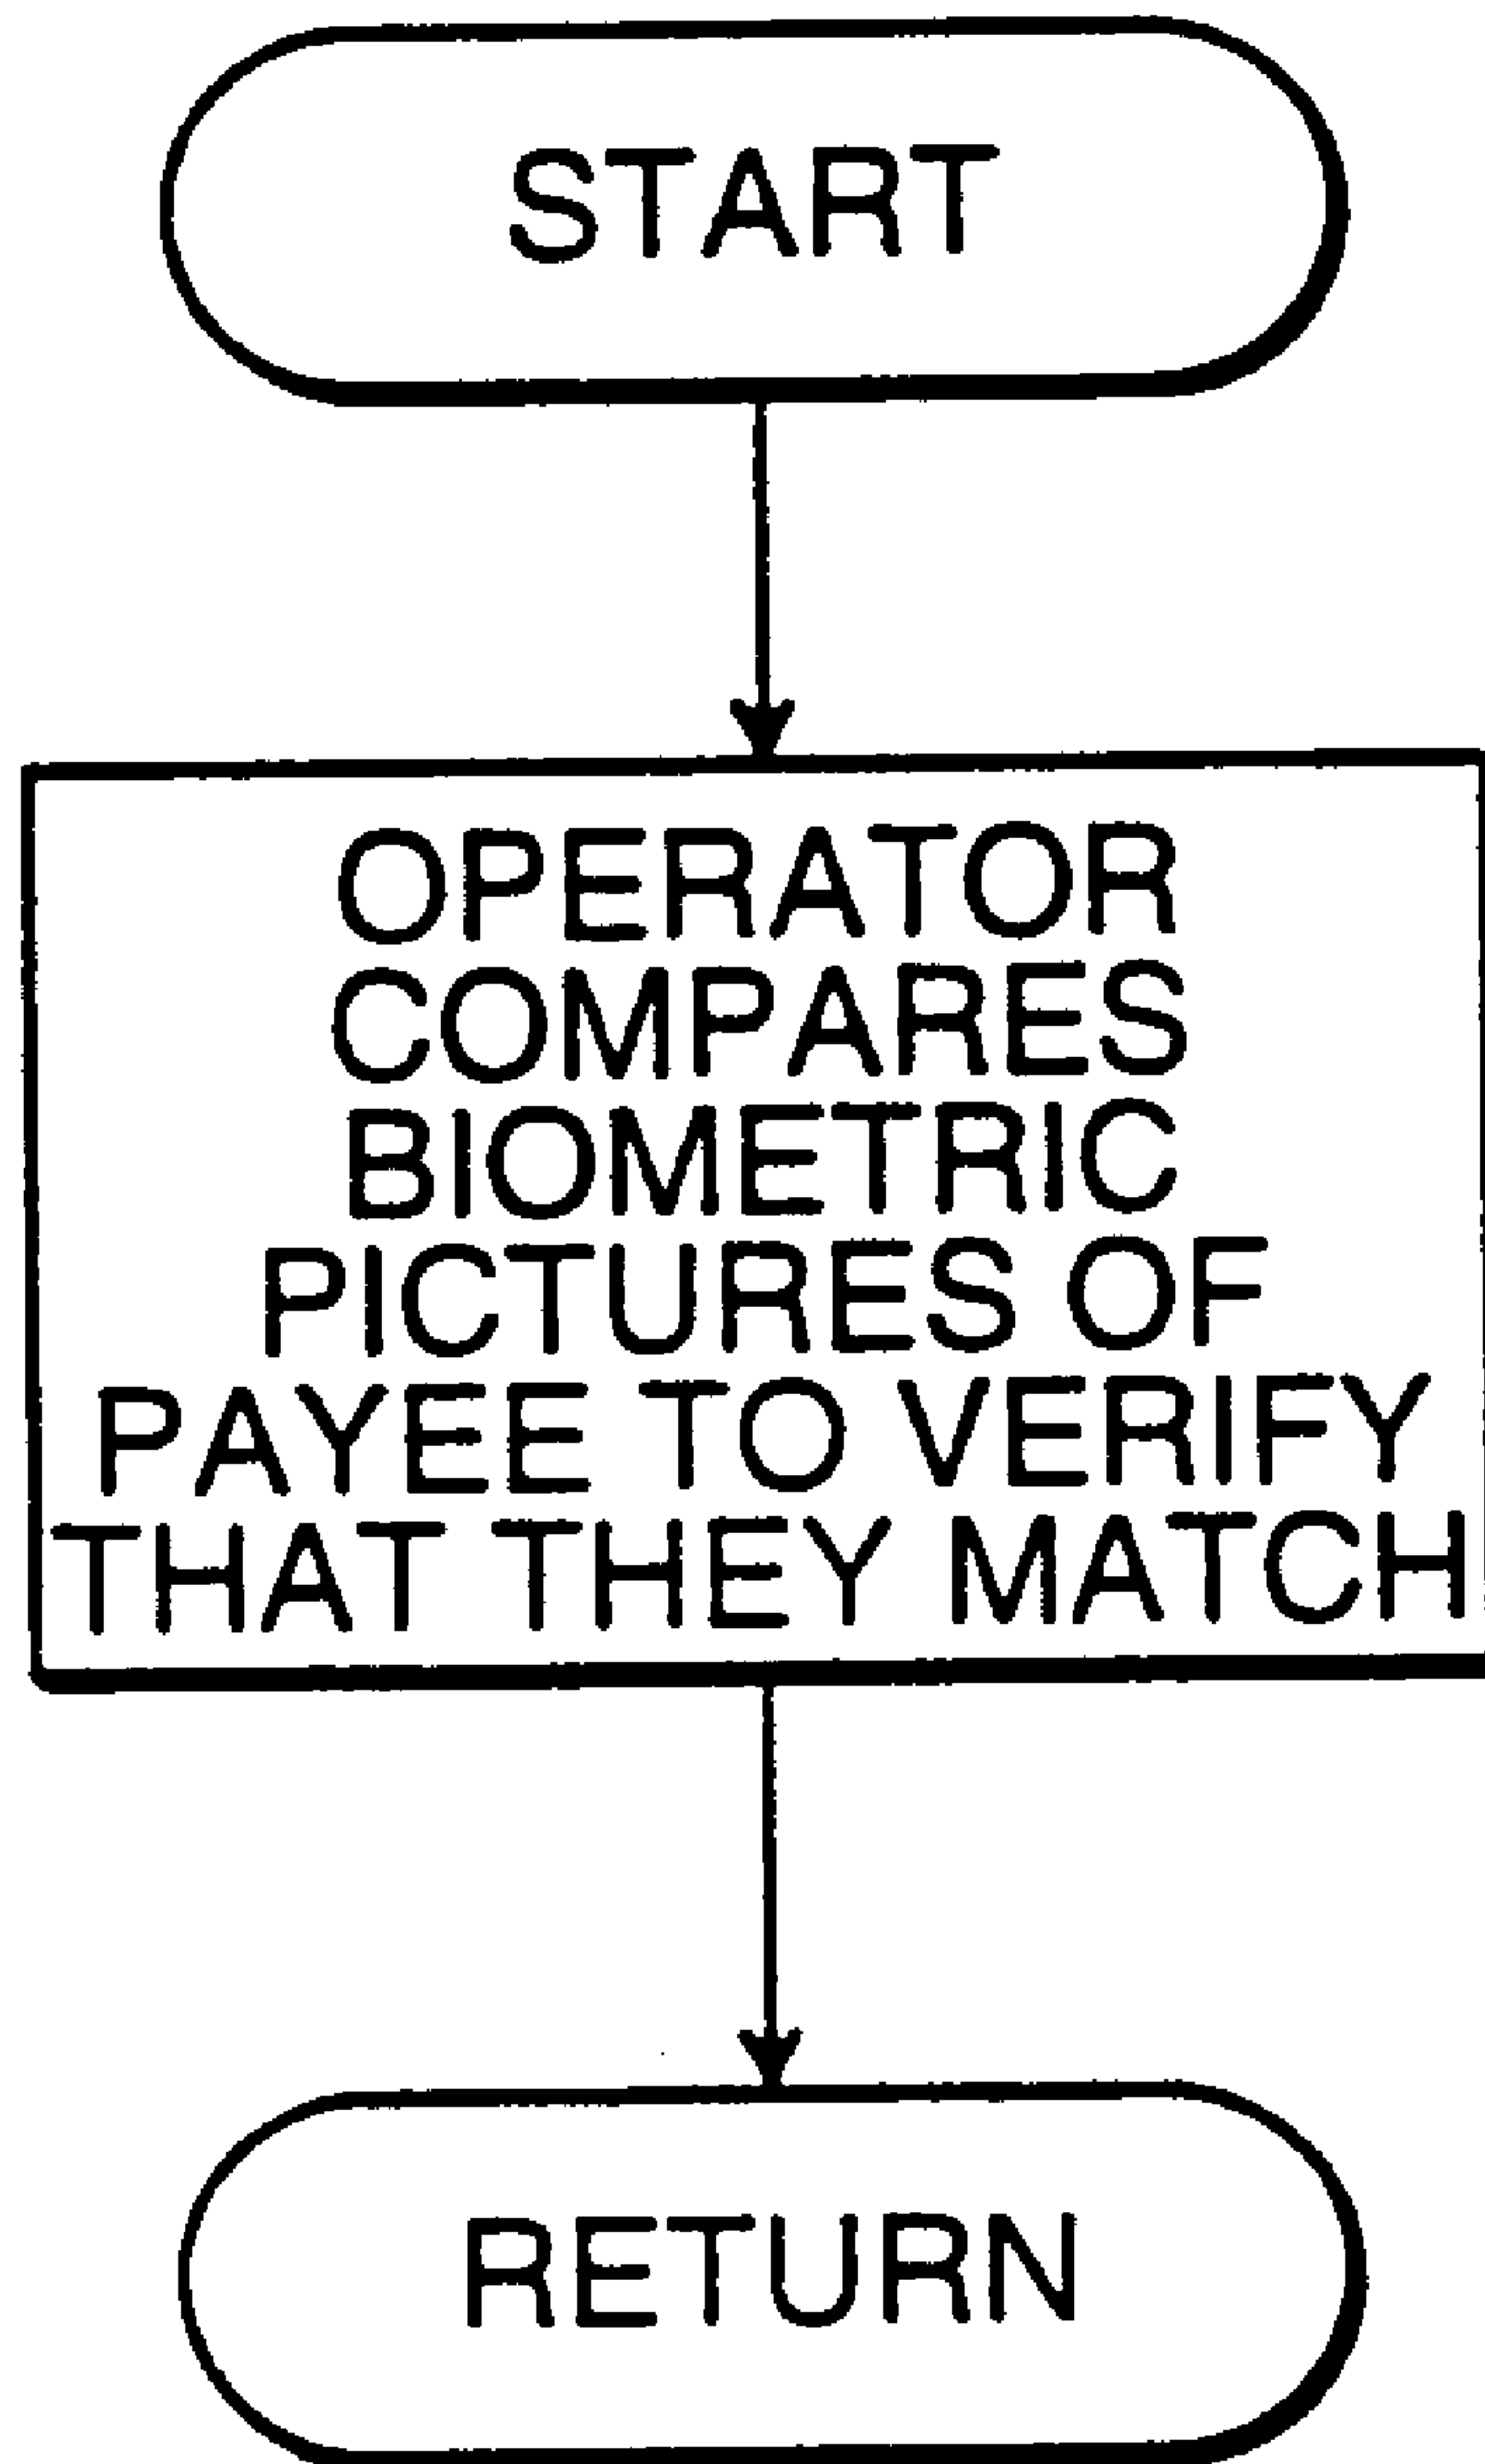 START
OPERATOR
COMPARES
BIOMETRIC
PICTURES OF
PAYEE TO VERIFY
THAT THEY MATCH
RETURN